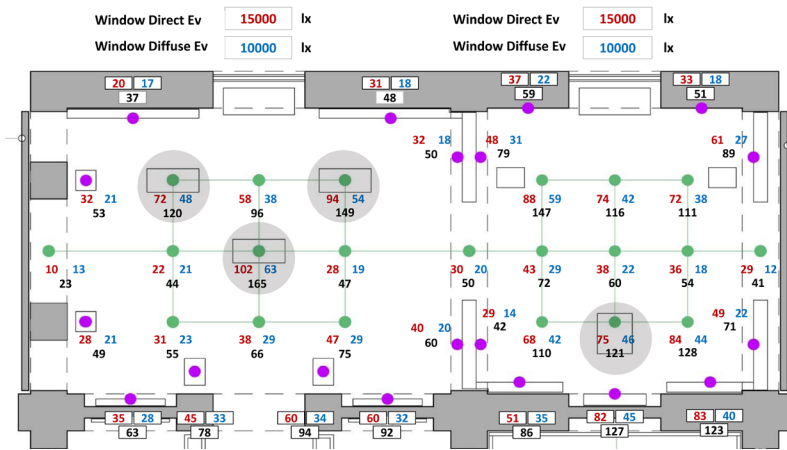 Window Direct Ev 15000 lx Window Direct Ev 15000 lx
Window Diffuse Ev 10000 lx Window Diffuse Ev 10000 lx
20 17 31 18 37 22 33 18
37 48 59 51
32 18 48 31 61 27
50 79 89
32 21 72 48 58 38 94 54 88 59 74 42 72 38
53 120 96 149 147 116 111
10 13 22 21 102 63 28 19 30 20 43 29 38 22 36 18 29 12
23 44 165 47 50 72 60 54 41
29 14 49 22
40 20 42 71
28 21 31 23 38 29 47 29 60 68 42 75 46 84 44
49 55 66 75 110 121 128
35 28 45 33 60 34 60 32 51 35 82 45 83 40
63 78 94 92 86 127 123